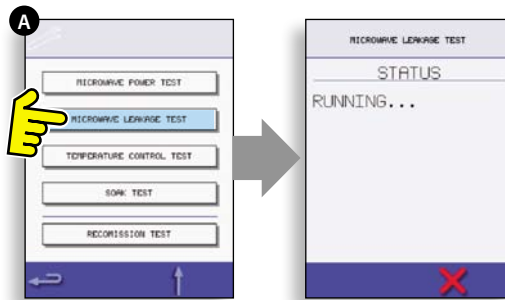 A
MICROWAVE POWER TEST
MICROWAVE LEAKAGE TEST
TEMPERATURE CONTROL TEST
SOAK TEST
RECOMISSION TEST
MICROWAVE LEAKAGE TEST
STATUS
RUNNING...